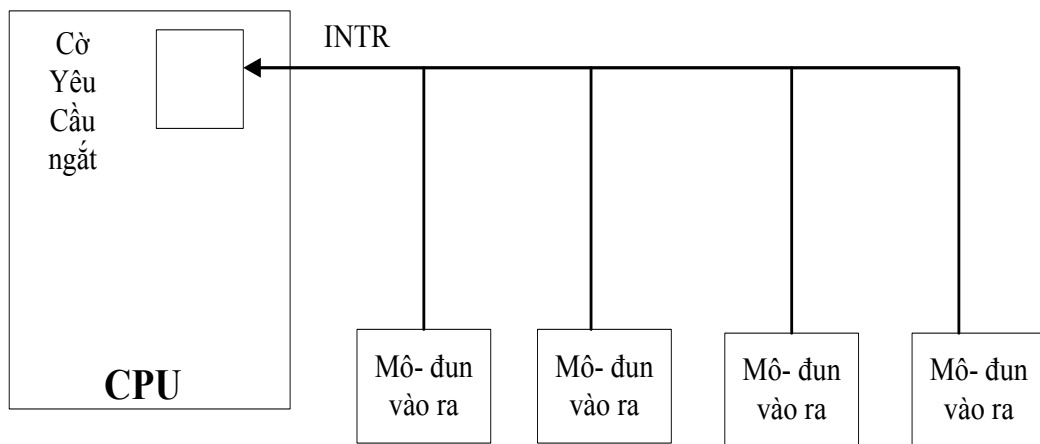 Cờ
Yêu
Cầu
ngắt
INTR
CPU
Mô- đun
vào ra
Mô- đun
vào ra
Mô- đun
vào ra
Mô- đun
vào ra